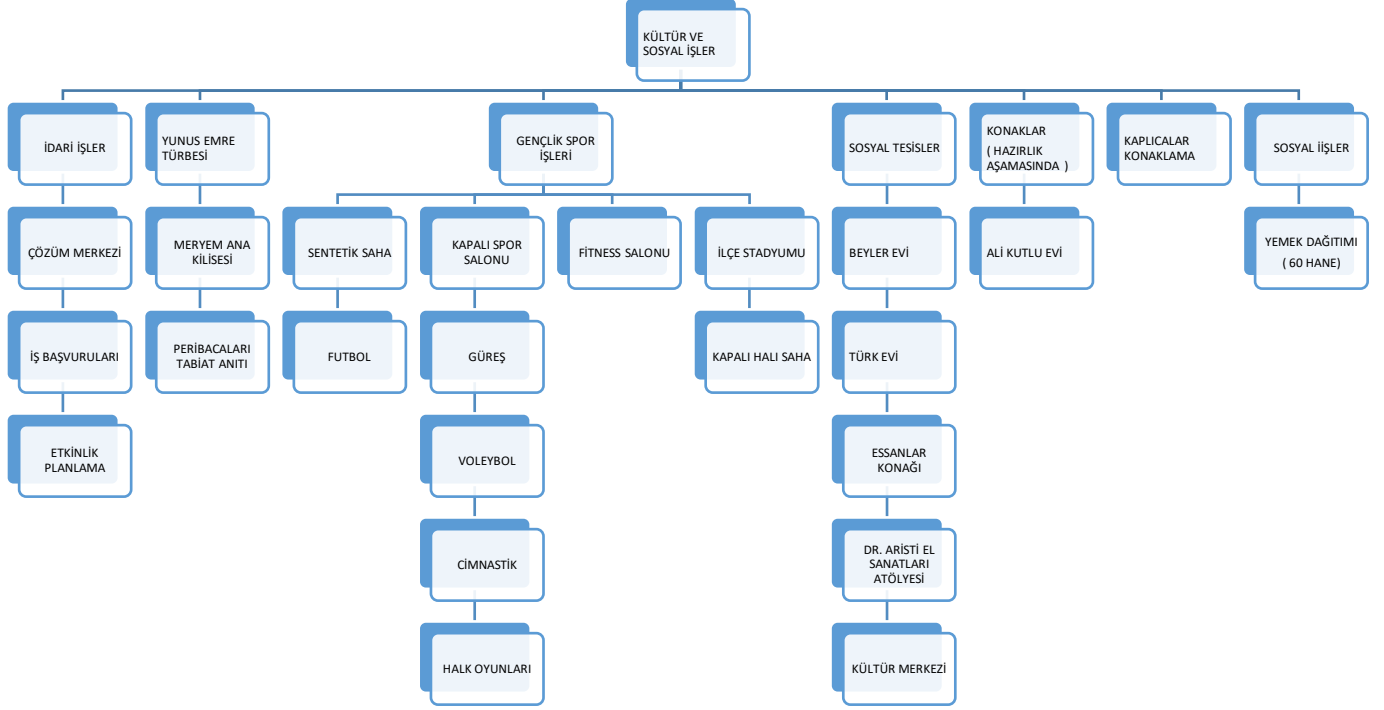 KÜLTÜR VE
SOSYAL İŞLER
İDARİ İŞLER
YUNUS EMRE
TÜRBESİ
GENÇLİK SPOR
İŞLERİ
SOSYAL TESİSLER
KONAKLAR
( HAZIRLIK
AŞAMASINDA )
KAPLICALAR
KONAKLAMA
SOSYAL İİŞLER
ÇÖZÜM MERKEZİ
MERYEM ANA
KİLİSESİ
SENTETİK SAHA
KAPALI SPOR
SALONU
FİTNESS SALONU
İLÇE STADYUMU
BEYLER EVİ
ALİ KUTLU EVİ
YEMEK DAĞITIMI
( 60 HANE)
İŞ BAŞVURULARI
PERİBACALARI
TABİAT ANITI
FUTBOL
GÜREŞ
KAPALI HALI SAHA
TÜRK EVİ
ETKİNLİK
PLANLAMA
VOLEYBOL
ESSANLAR
KONAĞI
CİMNASTİK
DR. ARİSTİ EL
SANATLARI
ATÖLYESİ
HALK OYUNLARI
KÜLTÜR MERKEZİ